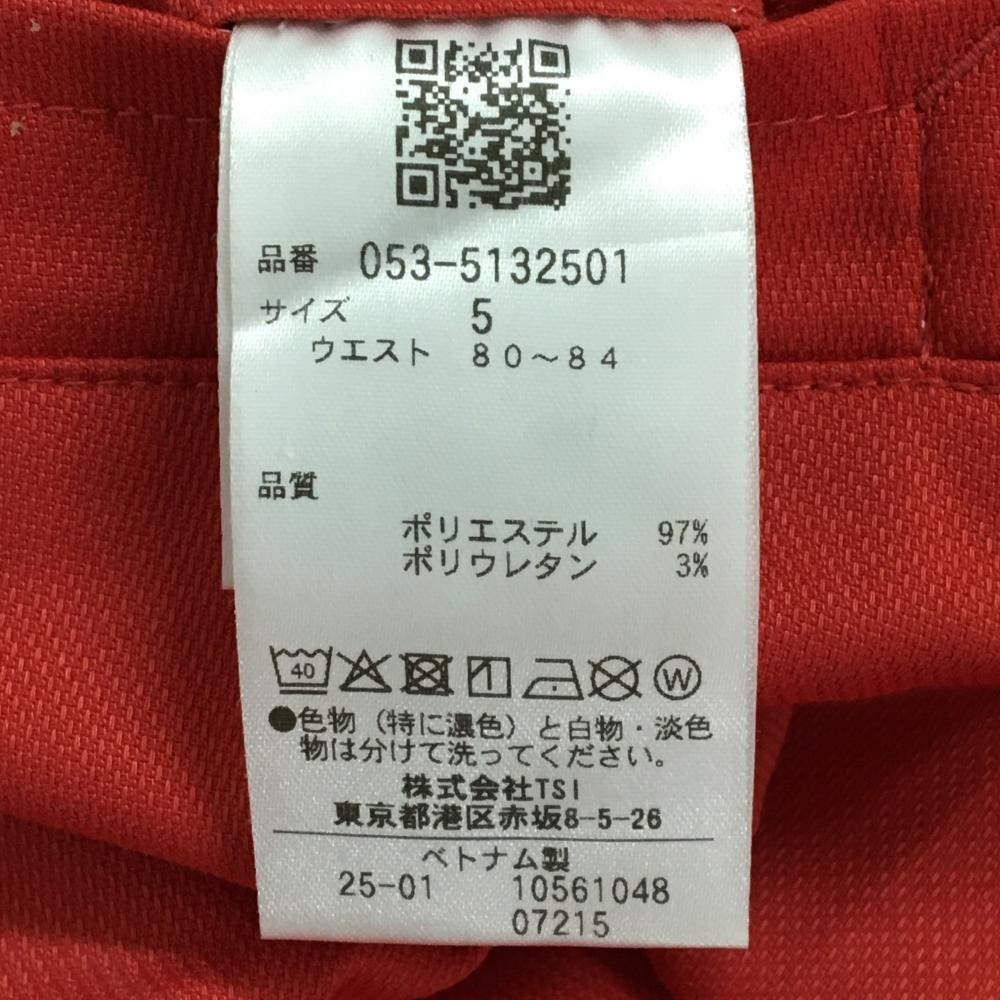 品番 053-5132501
サイズ 5
ウエスト 80～84
品質
ポリエステル 97%
ポリウレタン 3%
40 W
●色物（特に濃色）と白物・淡色
物は分けて洗ってください。
株式会社TSI
東京都港区赤坂8-5-26
ベトナム製
25-01 10561048
07215